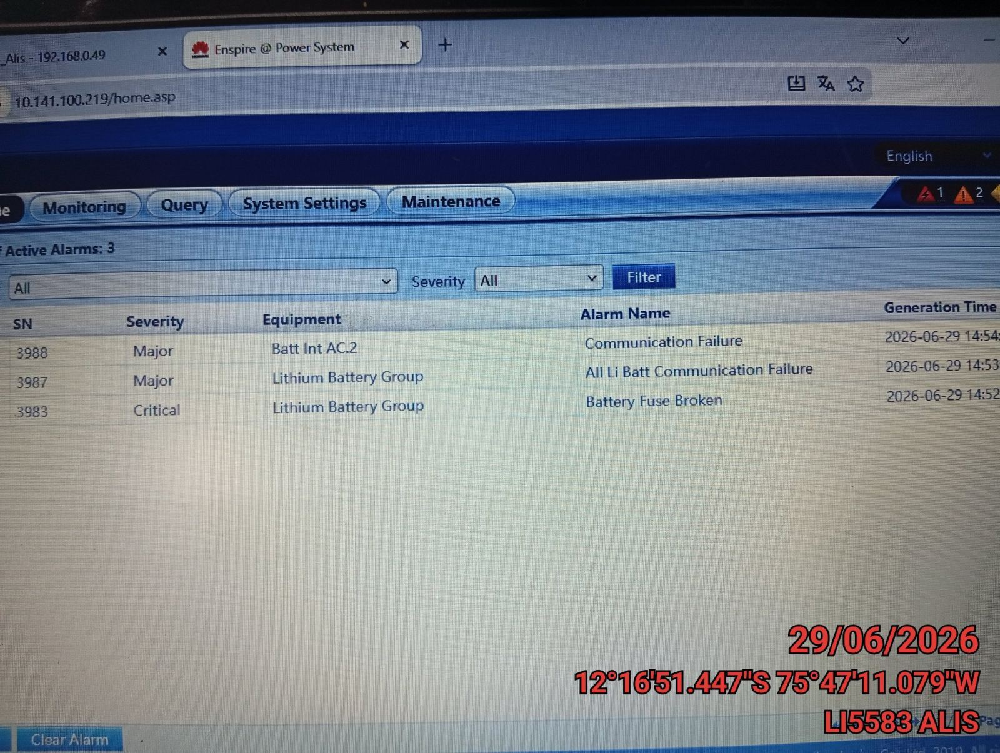 _Alis - 192.168.0.49
Enspire @ Power System
10.141.100.219/home.asp
English
Monitoring
Query
System Settings
Maintenance
1
2
Active Alarms: 3
All
Severity
All
Filter
SN Severity Equipment Alarm Name Generation Time
3988 Major Batt Int AC.2 Communication Failure 2026-06-29 14:54:
3987 Major Lithium Battery Group All Li Batt Communication Failure 2026-06-29 14:53
3983 Critical Lithium Battery Group Battery Fuse Broken 2026-06-29 14:52
29/06/2026
12°16'51.447"S 75°47'11.079"W
LI5583 ALIS
Clear Alarm